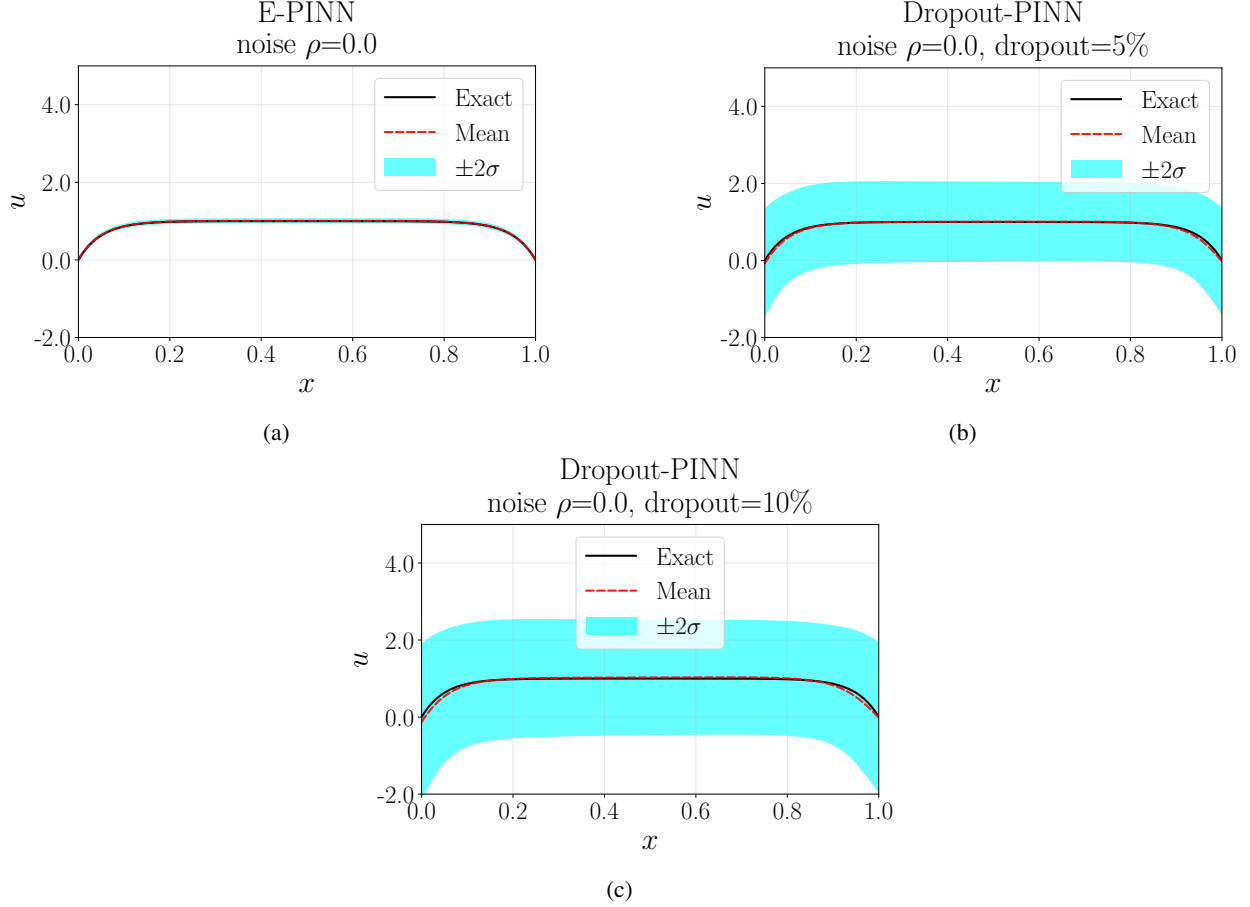 E-PINN
noise ρ=0.0
4.0
2.0
0.0
-2.0
u
Exact
Mean
±2σ
0.0 0.2 0.4 0.6 0.8 1.0
x
(a)
Dropout-PINN
noise ρ=0.0, dropout=5%
4.0
2.0
0.0
-2.0
u
Exact
Mean
±2σ
0.0 0.2 0.4 0.6 0.8 1.0
x
(b)
Dropout-PINN
noise ρ=0.0, dropout=10%
4.0
2.0
0.0
-2.0
u
Exact
Mean
±2σ
0.0 0.2 0.4 0.6 0.8 1.0
x
(c)